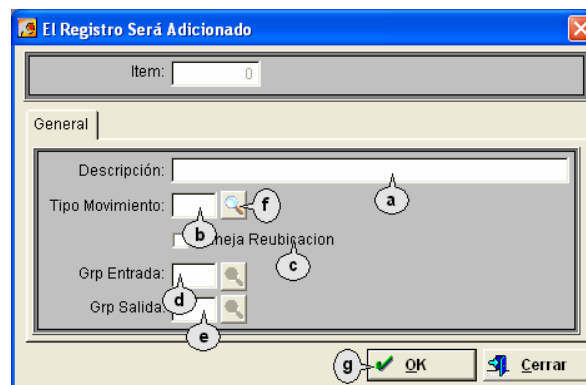 El Registro Será Adicionado
Item: 0
General
Descripción:
a
Tipo Movimiento: f
b
neja Reubicacion
c
Grp Entrada:
d
Grp Salida:
e
g OK Cerrar